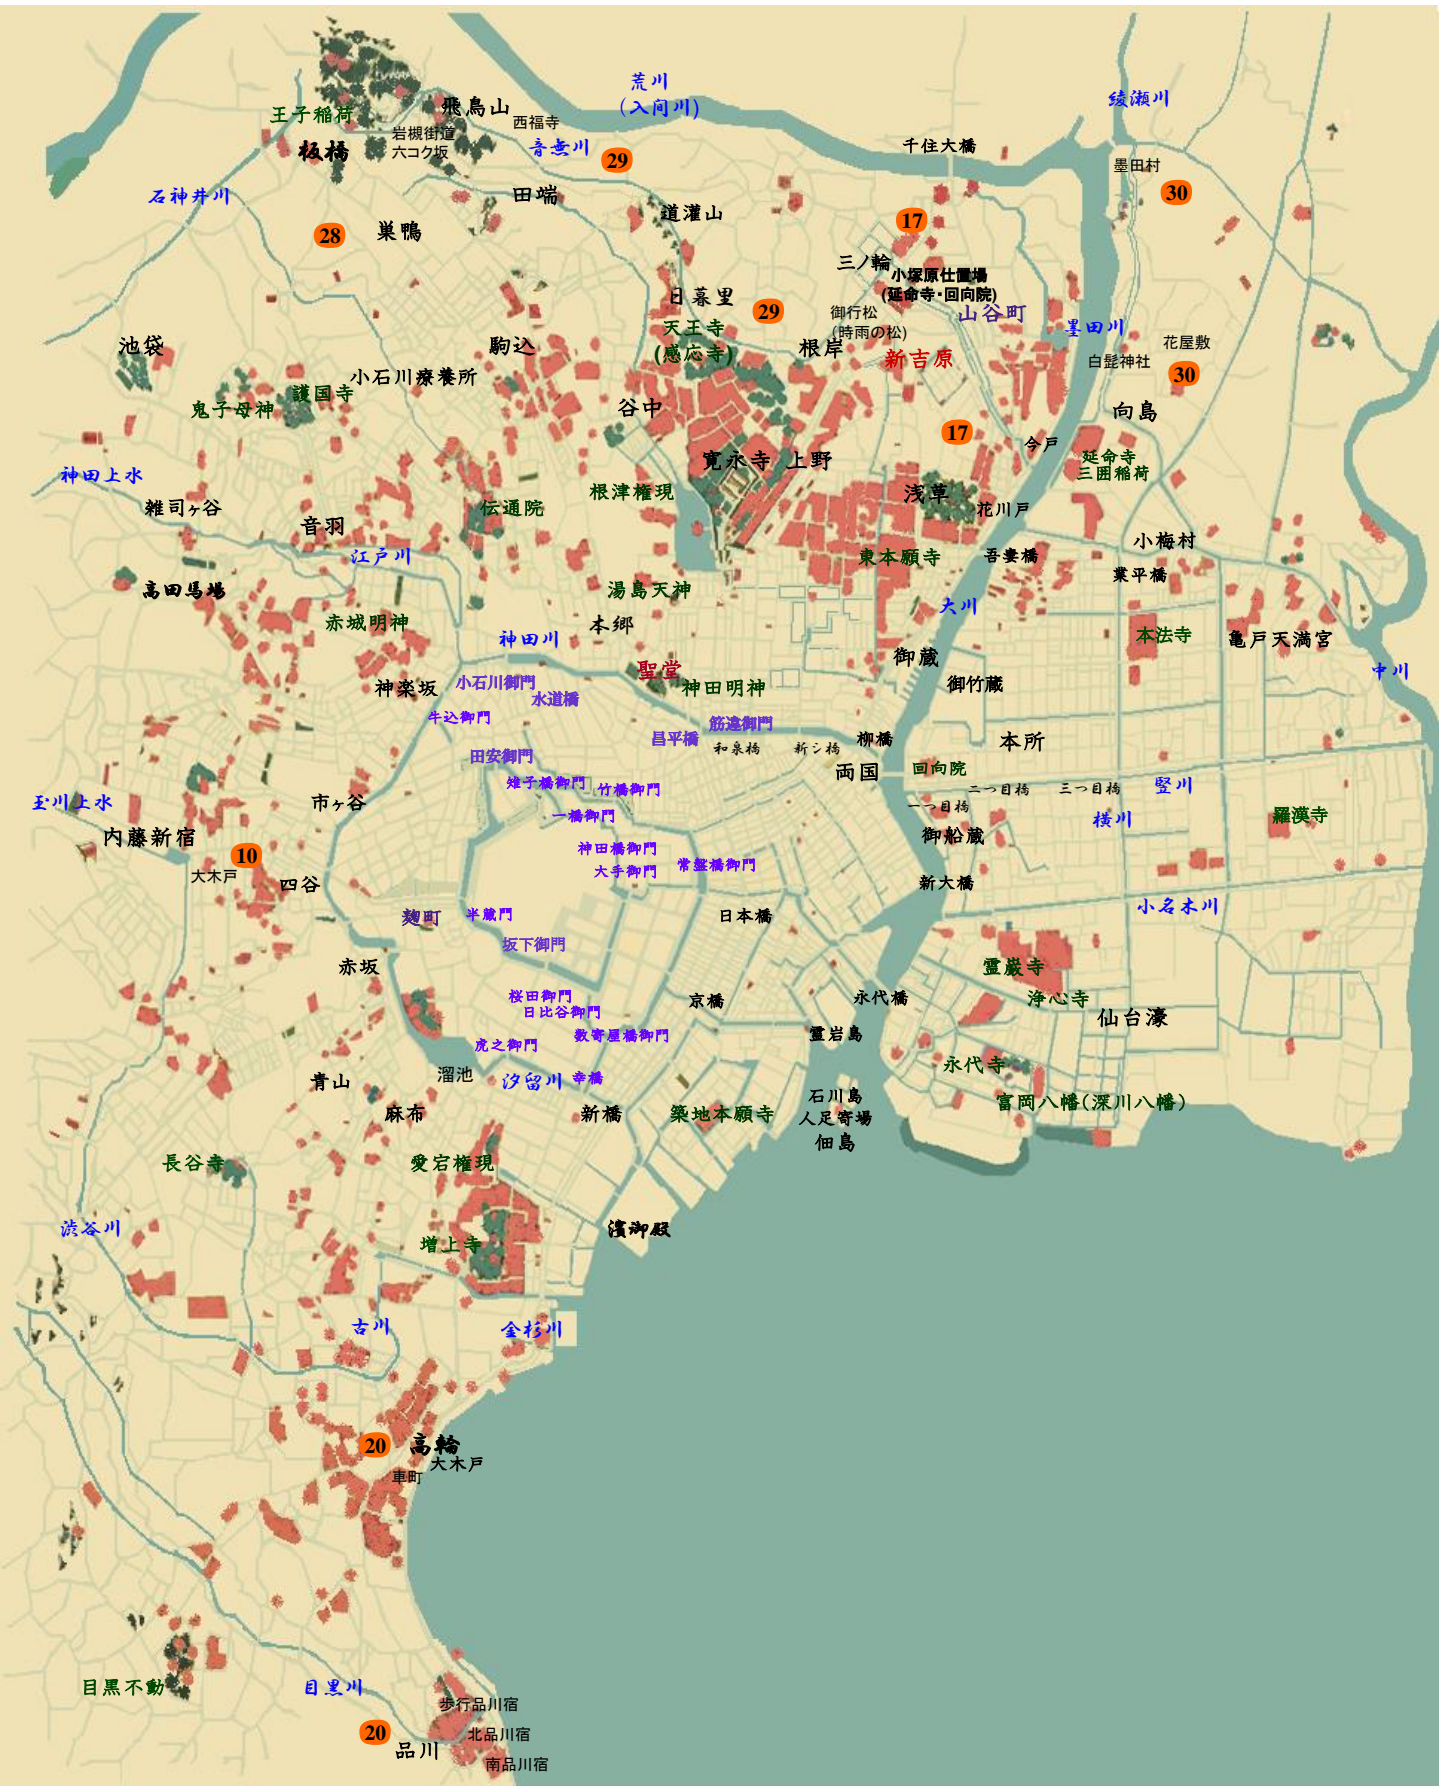 荒川
(入间川)
綾瀬川
王子稲荷
飛鳥山
西福寺
岩槻街道
六コク坂
板橋
音無川
29
千住大橋
墨田村
30
石神井川
田端
道灌山
17
28
巣鴨
三ノ輪
小塚原仕置場
(延命寺・回向院)
日暮里
29
御行松
(時雨の松)
山谷町
墨田川
天王寺
(感応寺)
池袋
駒込
根岸
新吉原
花屋敷
白髭神社
30
小石川療養所
護国寺
鬼子母神
谷中
向島
17
今戸
寛永寺
上野
延命寺
三囲稲荷
神田上水
根津権現
浅草
花川戸
雑司ヶ谷
伝通院
音羽
江戸川
東本願寺
吾妻橋
小梅村
業平橋
高田馬場
湯島天神
大川
赤城明神
本郷
神田川
本法寺
亀戸天満宮
御蔵
聖堂
中川
神楽坂
小石川御門
水道橋
神田明神
御竹蔵
牛込御門
筋違御門
昌平橋
和泉橋
新シ橋
柳橋
本所
田安御門
両国
回向院
雉子橋御門
竹橋御門
二つ目橋
三つ目橋
竪川
玉川上水
市ヶ谷
一橋御門
一つ目橋
横川
羅漢寺
内藤新宿
御船蔵
10
神田橋御門
大手御門
常盤橋御門
大木戸
四谷
新大橋
小名木川
麹町
半蔵門
日本橋
坂下御門
赤坂
霊巌寺
桜田御門
日比谷御門
京橋
永代橋
浄心寺
仙台濠
数寄屋橋御門
霊岩島
虎之御門
永代寺
青山
溜池
汐留川
幸橋
石川島
人足寄場
佃島
麻布
新橋
築地本願寺
富岡八幡(深川八幡)
長谷寺
愛宕権現
渋谷川
濱御殿
増上寺
古川
金杉川
20
高輪
大木戸
車町
目黒不動
目黒川
歩行品川宿
20
北品川宿
品川
南品川宿